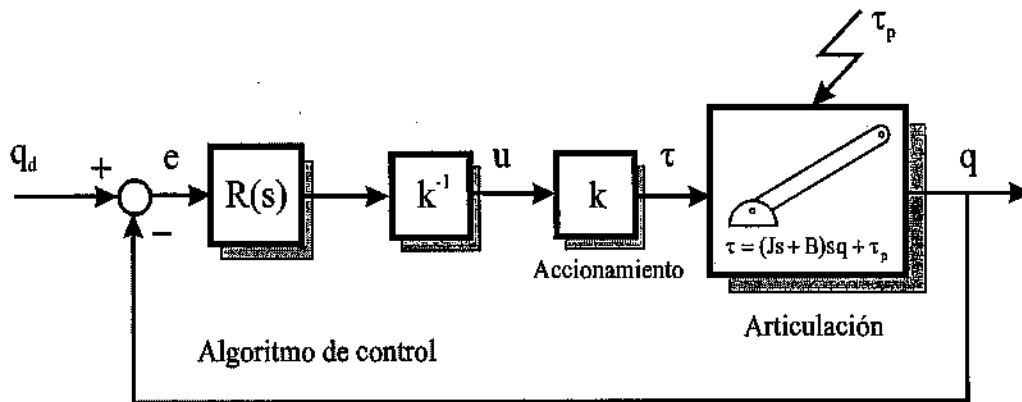 τp
qd
+
e
R(s)
k-1
u
k
τ
q
−
τ = (Js + B)sq + τp
Accionamiento
Articulación
Algoritmo de control